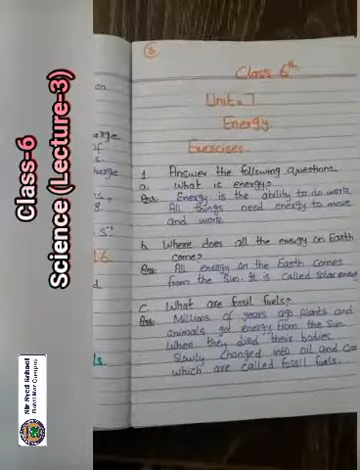 Class-6
Science (Lecture-3)
3
Class 6th
Unit = 7
Energy
Exercises
1 Answer the following questions.
a. What is energy?
Ans: Energy is the ability to do work.
All things need energy to move
and work.
b. Where does all the energy on Earth
come?
Ans: All energy on the Earth comes
from the sun. It is called solar energy
C. What are fossil fuels?
Ans: Millions of years ago plants and
animals got energy from the sun
When they died their bodies
slowly changed into oil and
which are called fossil fuels.